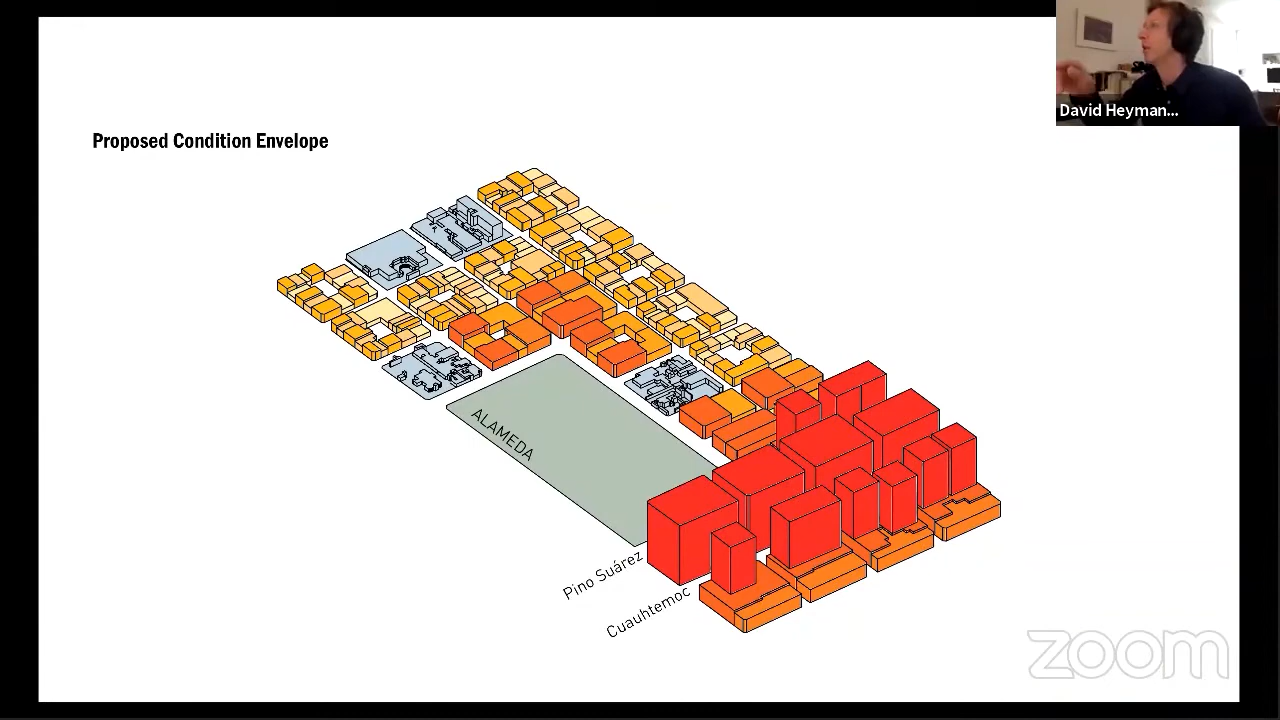 David Heyman...
Proposed Condition Envelope
ALAMEDA
Pino Suárez
Cuauhtemoc
zoom